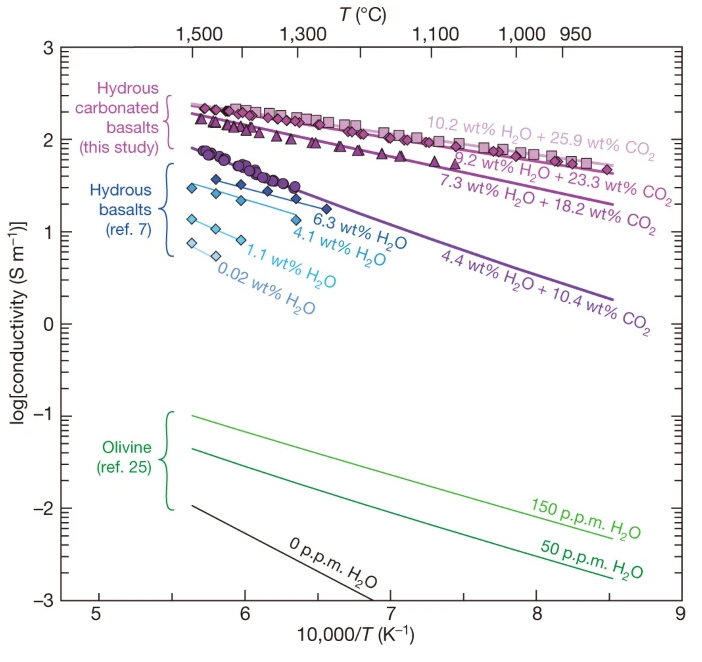 T (°C)
1,500 1,300 1,100 1,000 950
3
2
1
0
−1
−2
−3
log[conductivity (S m⁻¹)]
Hydrous
carbonated
basalts
(this study)
Hydrous
basalts
(ref. 7)
Olivine
(ref. 25)
10.2 wt% H₂O + 25.9 wt% CO₂
9.2 wt% H₂O + 23.3 wt% CO₂
7.3 wt% H₂O + 18.2 wt% CO₂
6.3 wt% H₂O
4.1 wt% H₂O
1.1 wt% H₂O
0.02 wt% H₂O
4.4 wt% H₂O + 10.4 wt% CO₂
150 p.p.m. H₂O
50 p.p.m. H₂O
0 p.p.m. H₂O
5 6 7 8 9
10,000/T (K⁻¹)